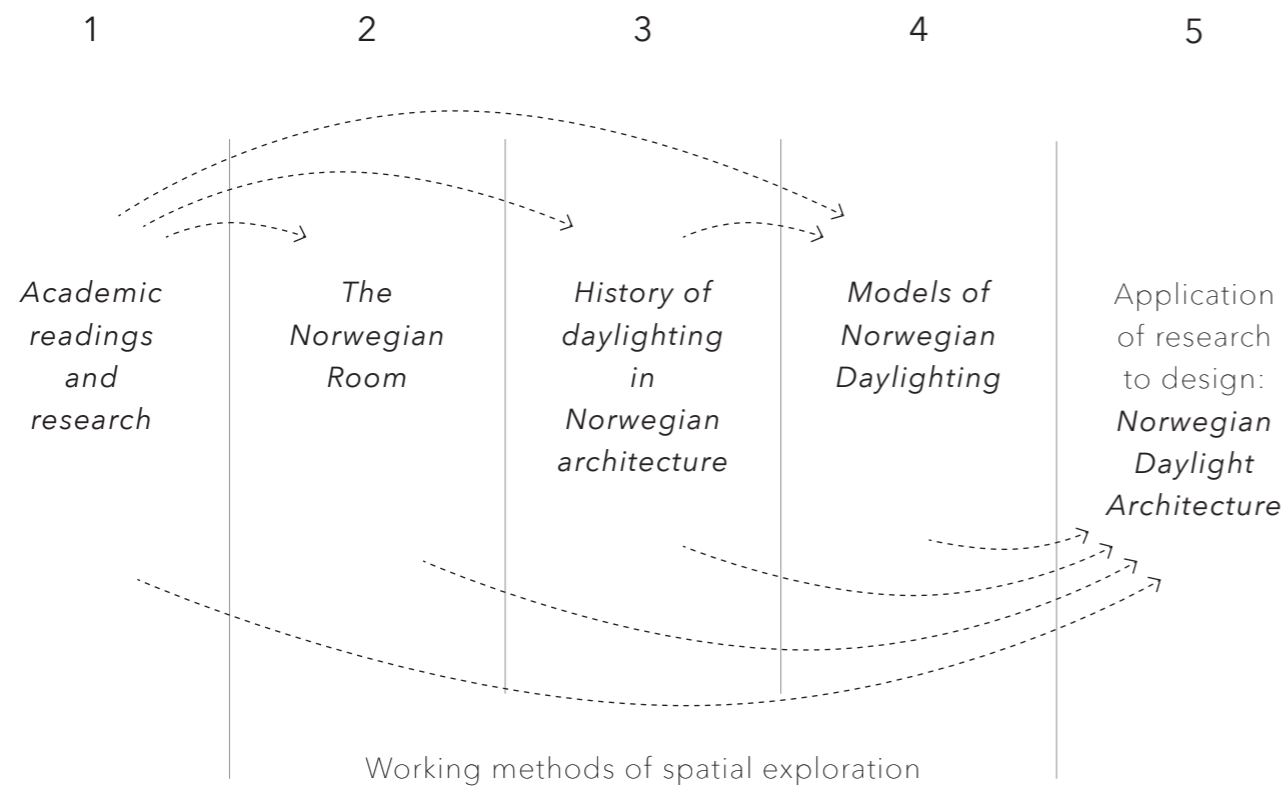 1 2 3 4 5
Academic
readings
and
research
The
Norwegian
Room
History of
daylighting
in
Norwegian
architecture
Models of
Norwegian
Daylighting
Application
of research
to design:
Norwegian
Daylight
Architecture
Working methods of spatial exploration